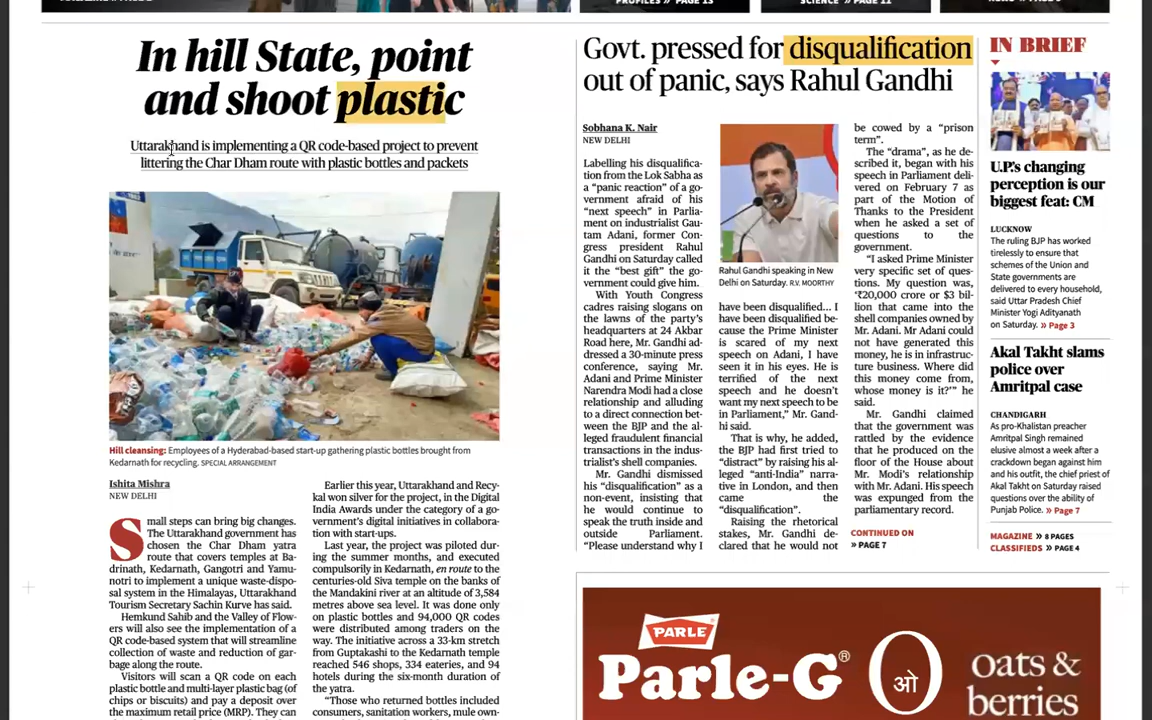 PROFILES » PAGE 13
SCIENCE » PAGE 11
In hill State, point
and shoot plastic
Uttarakhand is implementing a QR code-based project to prevent
littering the Char Dham route with plastic bottles and packets
Hill cleansing: Employees of a Hyderabad-based start-up gathering plastic bottles brought from
Kedarnath for recycling. SPECIAL ARRANGEMENT
Ishita Mishra
NEW DELHI
Small steps can bring big changes.
The Uttarakhand government has
chosen the Char Dham yatra
route that covers temples at Ba-
drinath, Kedarnath, Gangotri and Yamu-
notri to implement a unique waste-dispo-
sal system in the Himalayas, Uttarakhand
Tourism Secretary Sachin Kurve has said.
Hemkund Sahib and the Valley of Flow-
ers will also see the implementation of a
QR code-based system that will streamline
collection of waste and reduction of gar-
bage along the route.
Visitors will scan a QR code on each
plastic bottle and multi-layer plastic bag (of
chips or biscuits) and pay a deposit over
the maximum retail price (MRP). They can
Earlier this year, Uttarakhand and Recy-
kal won silver for the project, in the Digital
India Awards under the category of a go-
vernment's digital initiatives in collabora-
tion with start-ups.
Last year, the project was piloted dur-
ing the summer months, and executed
compulsorily in Kedarnath, en route to the
centuries-old Siva temple on the banks of
the Mandakini river at an altitude of 3,584
metres above sea level. It was done only
on plastic bottles and 94,000 QR codes
were distributed among traders on the
way. The initiative across a 33-km stretch
from Guptakashi to the Kedarnath temple
reached 546 shops, 334 eateries, and 94
hotels during the six-month duration of
the yatra.
"Those who returned bottles included
consumers, sanitation workers, mule own-
Govt. pressed for disqualification
out of panic, says Rahul Gandhi
Sobhana K. Nair
NEW DELHI
Labelling his disqualifica-
tion from the Lok Sabha as
a "panic reaction" of a go-
vernment afraid of his
"next speech" in Parlia-
ment on industrialist Gau-
tam Adani, former Con-
gress president Rahul
Gandhi on Saturday called
it the "best gift" the go-
vernment could give him.
With Youth Congress
cadres raising slogans on
the lawns of the party's
headquarters at 24 Akbar
Road here, Mr. Gandhi ad-
dressed a 30-minute press
conference, saying Mr.
Adani and Prime Minister
Narendra Modi had a close
relationship and alluding
to a direct connection bet-
ween the BJP and the al-
leged fraudulent financial
transactions in the indus-
trialist's shell companies.
Mr. Gandhi dismissed
his "disqualification" as a
non-event, insisting that
he would continue to
speak the truth inside and
outside Parliament.
"Please understand why I
Rahul Gandhi speaking in New
Delhi on Saturday. R.V. MOORTHY
have been disqualified... I
have been disqualified be-
cause the Prime Minister
is scared of my next
speech on Adani, I have
seen it in his eyes. He is
terrified of the next
speech and he doesn't
want my next speech to be
in Parliament," Mr. Gand-
hi said.
That is why, he added,
the BJP had first tried to
"distract" by raising his al-
leged "anti-India" narra-
tive in London, and then
came the
"disqualification".
Raising the rhetorical
stakes, Mr. Gandhi de-
clared that he would not
be cowed by a "prison
term".
The "drama", as he de-
scribed it, began with his
speech in Parliament deli-
vered on February 7 as
part of the Motion of
Thanks to the President
when he asked a set of
questions to the
government.
"I asked Prime Minister
very specific set of ques-
tions. My question was,
'₹20,000 crore or $3 bil-
lion that came into the
shell companies owned by
Mr. Adani. Mr Adani could
not have generated this
money, he is in infrastruc-
ture business. Where did
this money come from,
whose money is it?'" he
said.
Mr. Gandhi claimed
that the government was
rattled by the evidence
that he produced on the
floor of the House about
Mr. Modi's relationship
with Mr. Adani. His speech
was expunged from the
parliamentary record.
CONTINUED ON
» PAGE 7
IN BRIEF
U.P.'s changing
perception is our
biggest feat: CM
LUCKNOW
The ruling BJP has worked
tirelessly to ensure that
schemes of the Union and
State governments are
delivered to every household,
said Uttar Pradesh Chief
Minister Yogi Adityanath
on Saturday. » Page 3
Akal Takht slams
police over
Amritpal case
CHANDIGARH
As pro-Khalistan preacher
Amritpal Singh remained
elusive almost a week after a
crackdown began against him
and his outfit, the chief priest of
Akal Takht on Saturday raised
questions over the ability of
Punjab Police. » Page 7
MAGAZINE » 8 PAGES
CLASSIFIEDS » PAGE 4
PARLE
Parle-G®
ओ
oats &
berries